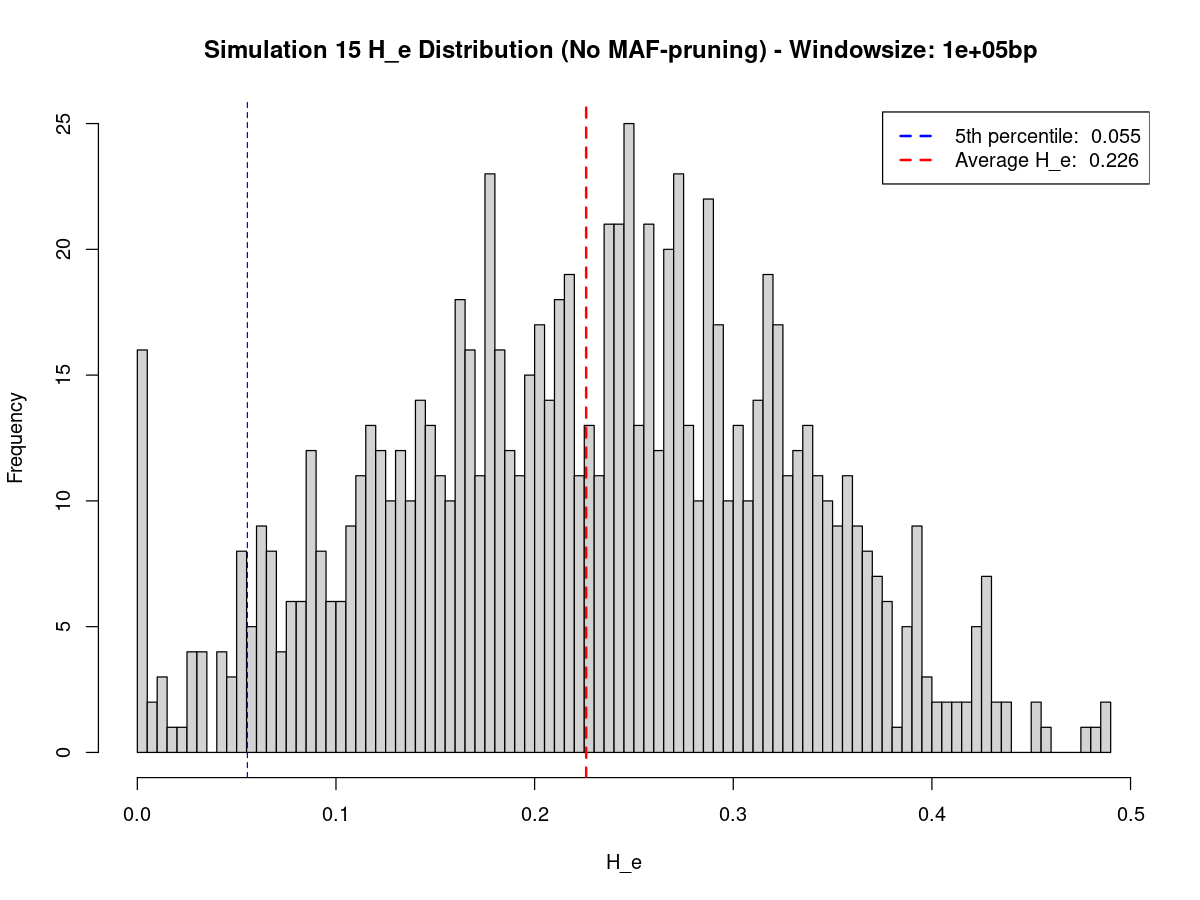 Simulation 15 H_e Distribution (No MAF-pruning) - Windowsize: 1e+05bp
5th percentile: 0.055
Average H_e: 0.226
Frequency
25
20
15
10
5
0
0.0 0.1 0.2 0.3 0.4 0.5
H_e